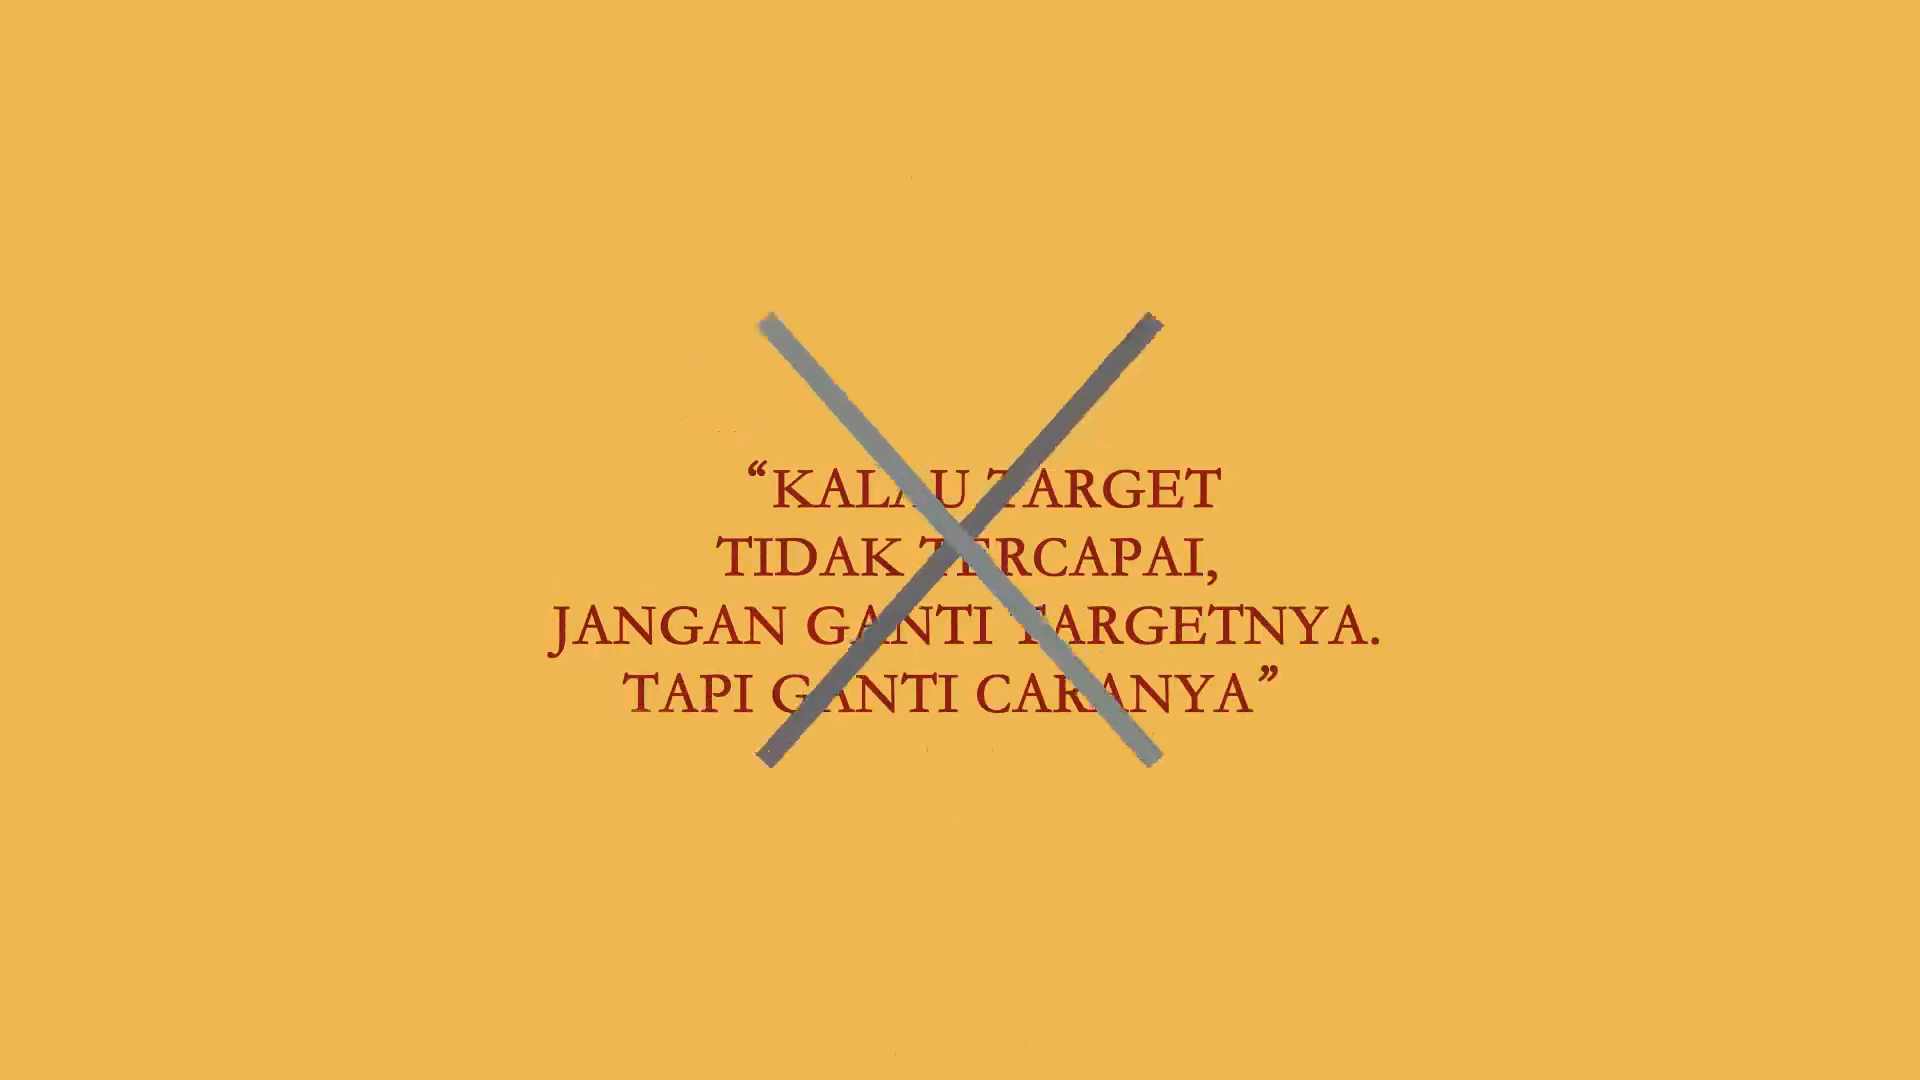 “KALAU TARGET
TIDAK TERCAPAI,
JANGAN GANTI TARGETNYA.
TAPI GANTI CARANYA”